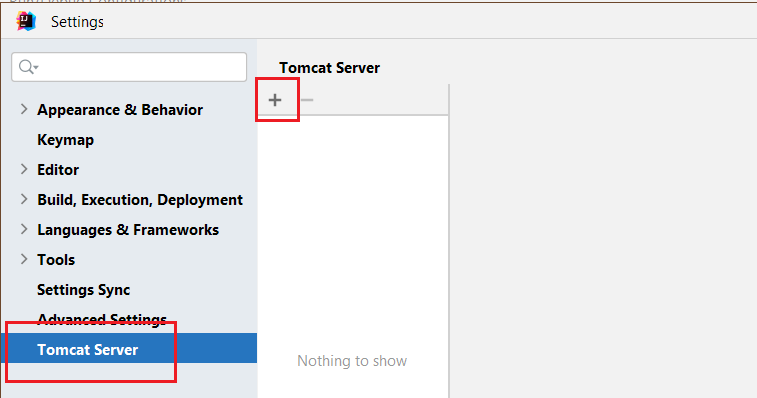 Settings
Tomcat Server
Appearance & Behavior
Keymap
Editor
Build, Execution, Deployment
Languages & Frameworks
Tools
Settings Sync
Advanced Settings
Tomcat Server
Nothing to show